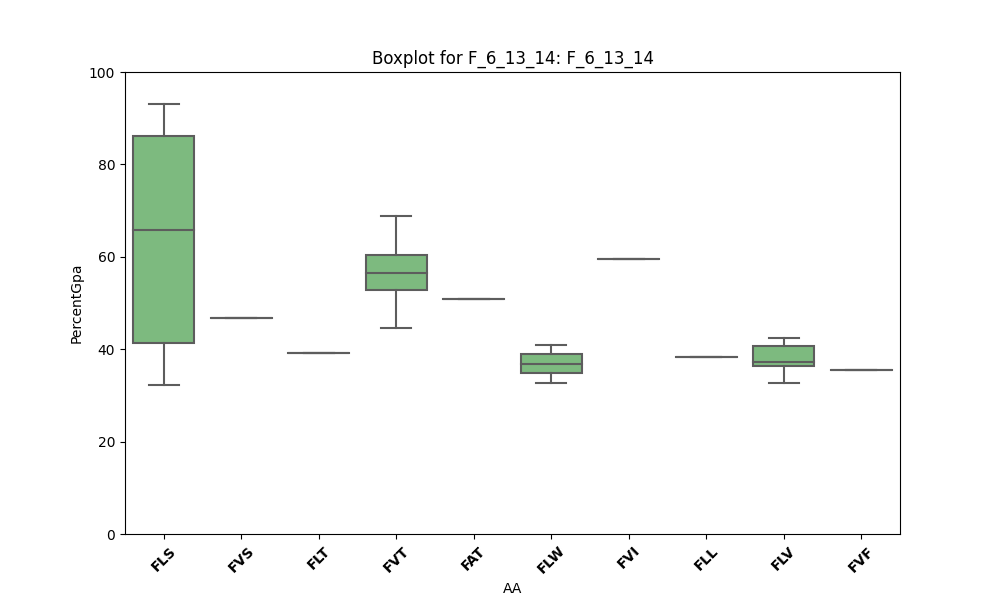 Boxplot for F_6_13_14: F_6_13_14
100
80
60
40
20
0
PercentGpa
FLS FVS FLT FVT FAT FLW FVI FLL FLV FVF
AA